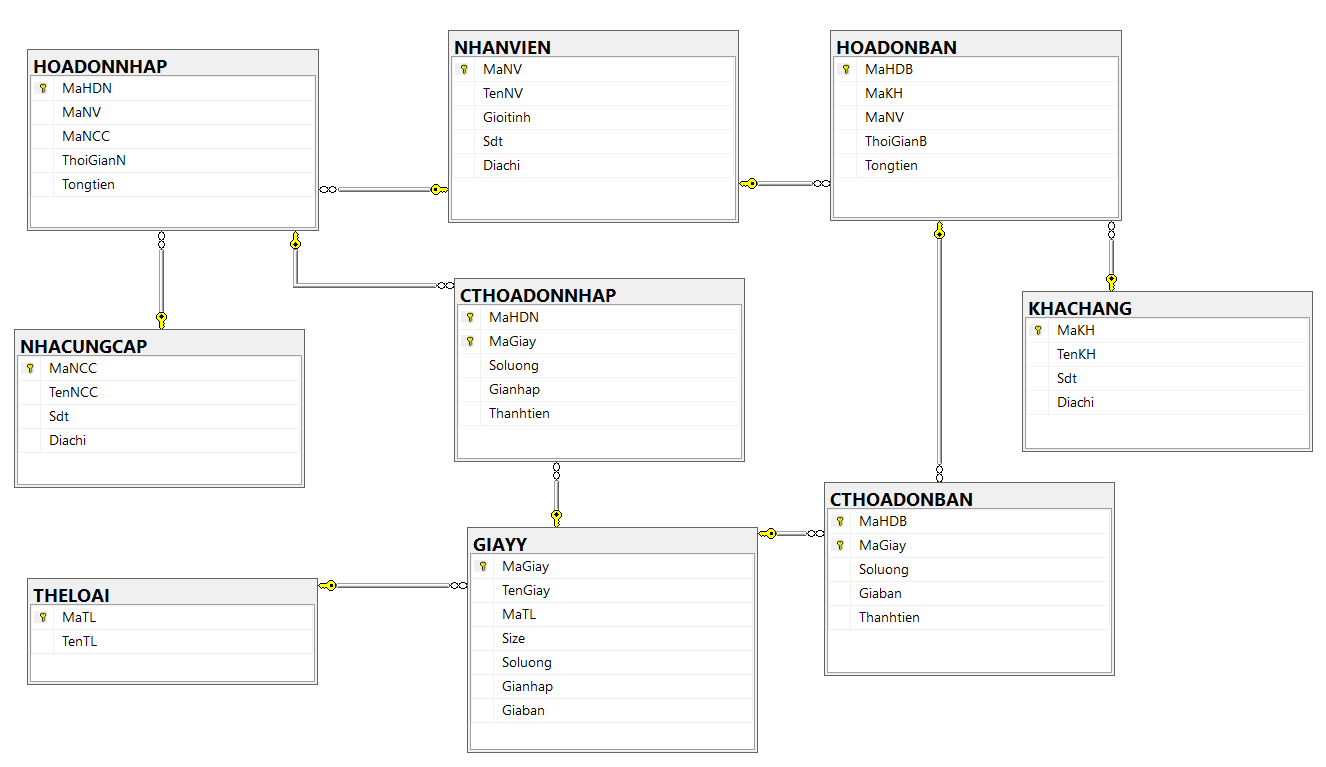 HOADONNHAP
MaHDN
MaNV
MaNCC
ThoiGianN
Tongtien
NHANVIEN
MaNV
TenNV
Gioitinh
Sdt
Diachi
HOADONBAN
MaHDB
MaKH
MaNV
ThoiGianB
Tongtien
NHACUNGCAP
MaNCC
TenNCC
Sdt
Diachi
CTHOADONNHAP
MaHDN
MaGiay
Soluong
Gianhap
Thanhtien
KHACHANG
MaKH
TenKH
Sdt
Diachi
THELOAI
MaTL
TenTL
GIAYY
MaGiay
TenGiay
MaTL
Size
Soluong
Gianhap
Giaban
CTHOADONBAN
MaHDB
MaGiay
Soluong
Giaban
Thanhtien